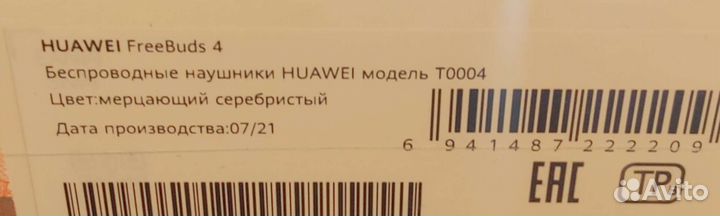 HUAWEI FreeBuds 4
Беспроводные наушники HUAWEI модель T0004
Цвет:мерцающий серебристый
Дата производства:07/21
6 941487 222209
EAC
TP
Avito